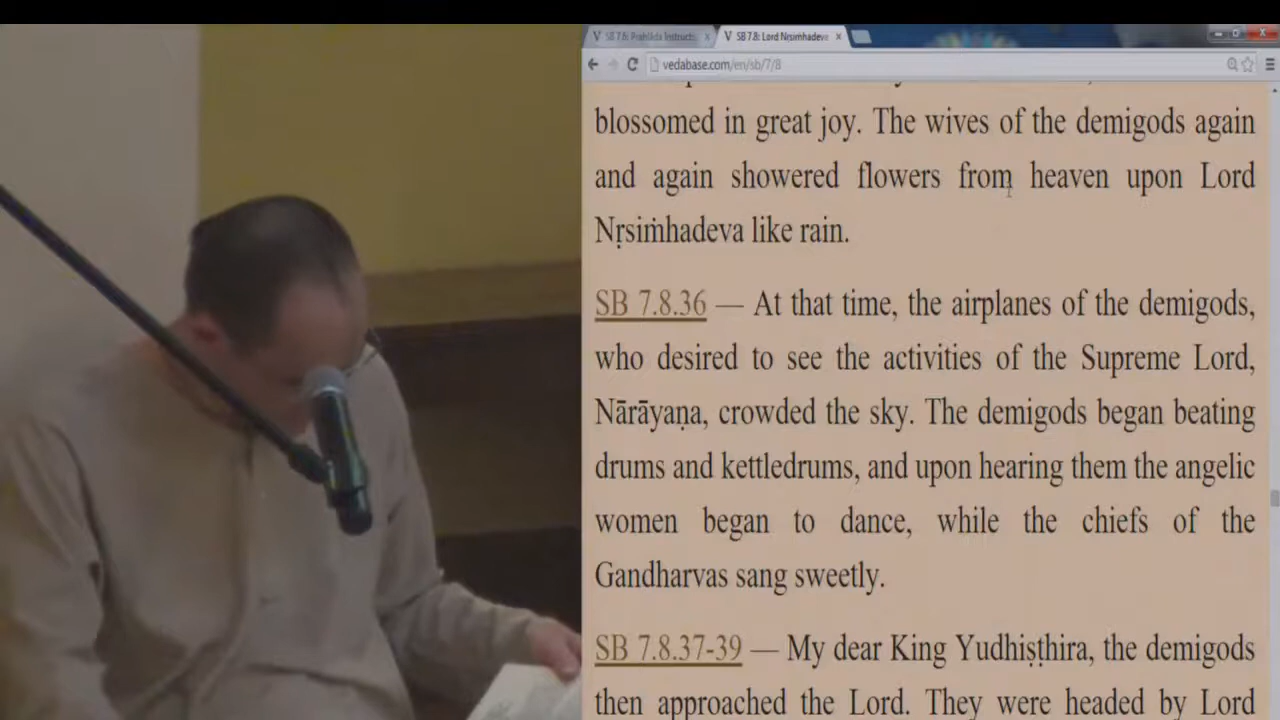 SB 7.6: Prahlāda Instructs
SB 7.8: Lord Nṛsiṁhadeva
vedabase.com/en/sb/7/8
blossomed in great joy. The wives of the demigods again
and again showered flowers from heaven upon Lord
Nṛsiṁhadeva like rain.
SB 7.8.36 — At that time, the airplanes of the demigods,
who desired to see the activities of the Supreme Lord,
Nārāyaṇa, crowded the sky. The demigods began beating
drums and kettledrums, and upon hearing them the angelic
women began to dance, while the chiefs of the
Gandharvas sang sweetly.
SB 7.8.37-39 — My dear King Yudhiṣṭhira, the demigods
then approached the Lord. They were headed by Lord